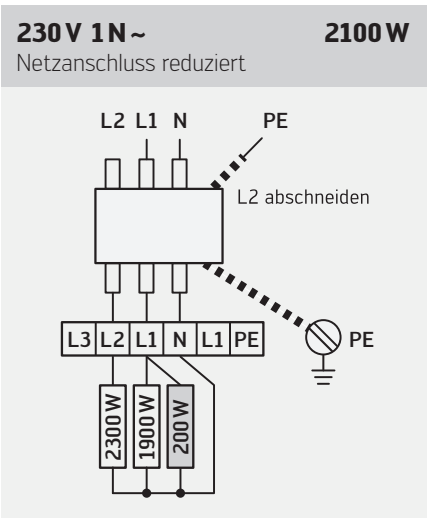 230 V 1 N ~ 2100 W
Netzanschluss reduziert
L2 L1 N PE
L2 abschneiden
L3 L2 L1 N L1 PE
PE
2300 W
1900 W
200 W